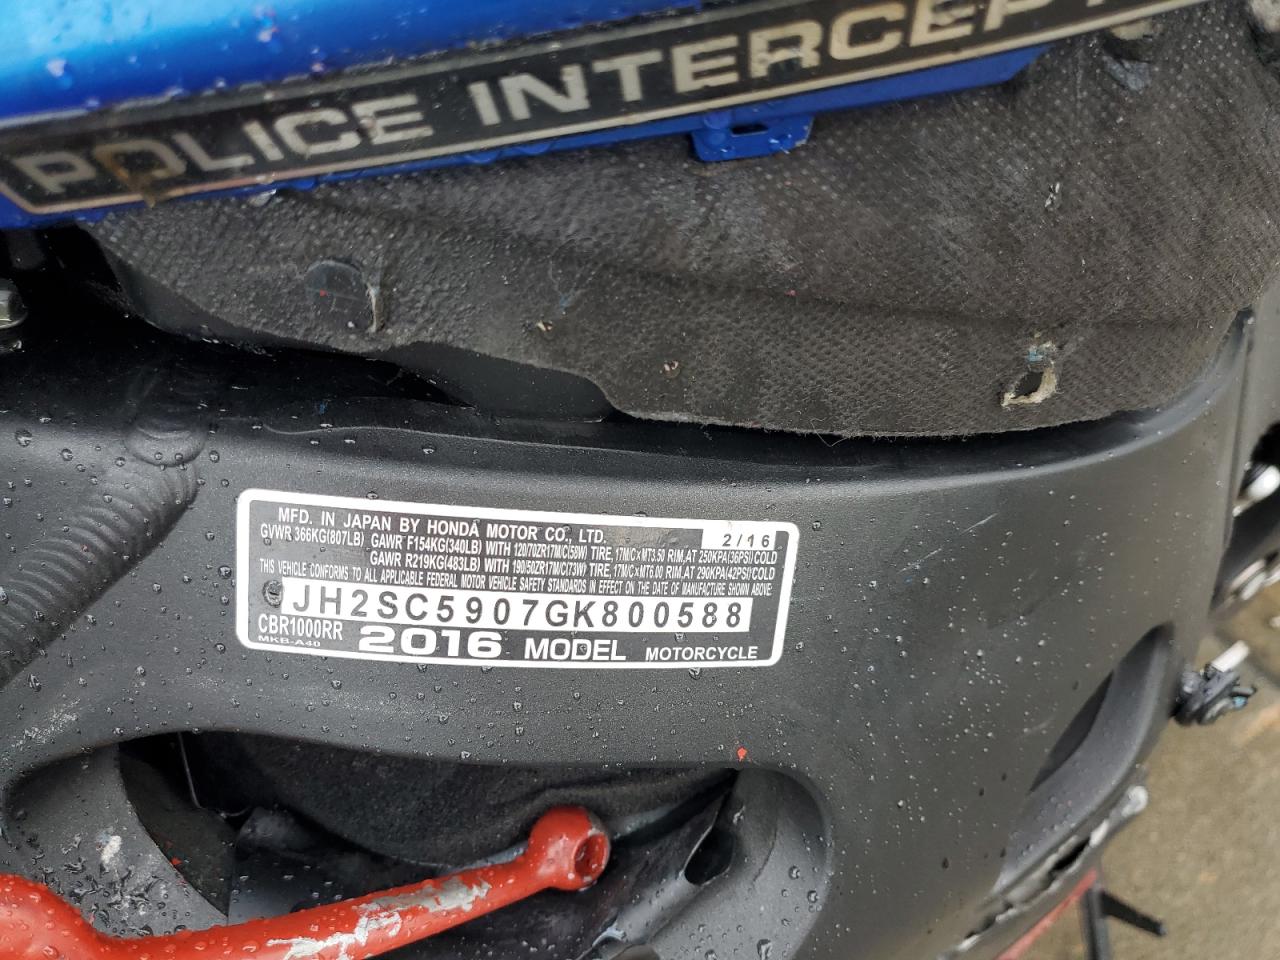 POLICE INTERCEPT
MFD. IN JAPAN BY HONDA MOTOR CO., LTD. 2/16
GVWR 366KG(807LB) GAWR F154KG(340LB) WITH 120/70ZR17M/C(58W) TIRE, 17M/C×MT3.50 RIM, AT 250KPA(36PSI)COLD
GAWR R219KG(483LB) WITH 190/50ZR17M/C(73W) TIRE, 17M/C×MT6.00 RIM, AT 290KPA(42PSI)COLD
THIS VEHICLE CONFORMS TO ALL APPLICABLE FEDERAL MOTOR VEHICLE SAFETY STANDARDS IN EFFECT ON THE DATE OF MANUFACTURE SHOWN ABOVE.
JH2SC5907GK800588
CBR1000RR 2016 MODEL MOTORCYCLE
MKB-A40